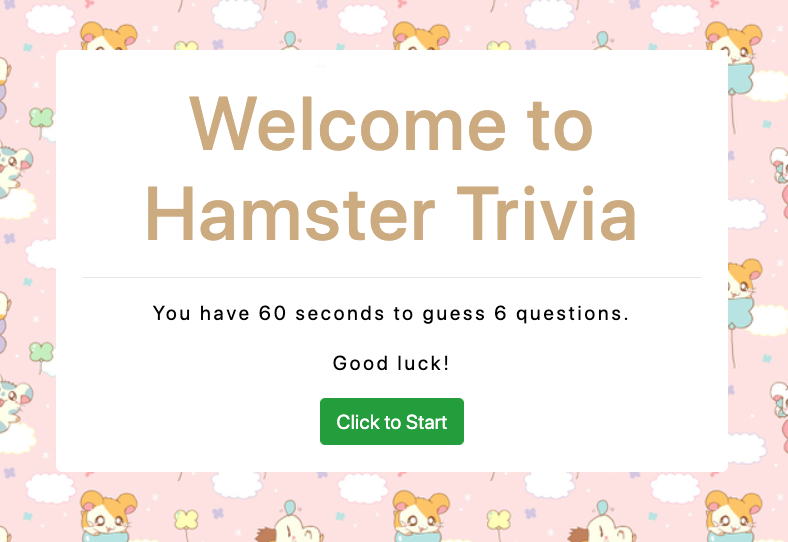 Welcome to
Hamster Trivia
You have 60 seconds to guess 6 questions.
Good luck!
Click to Start